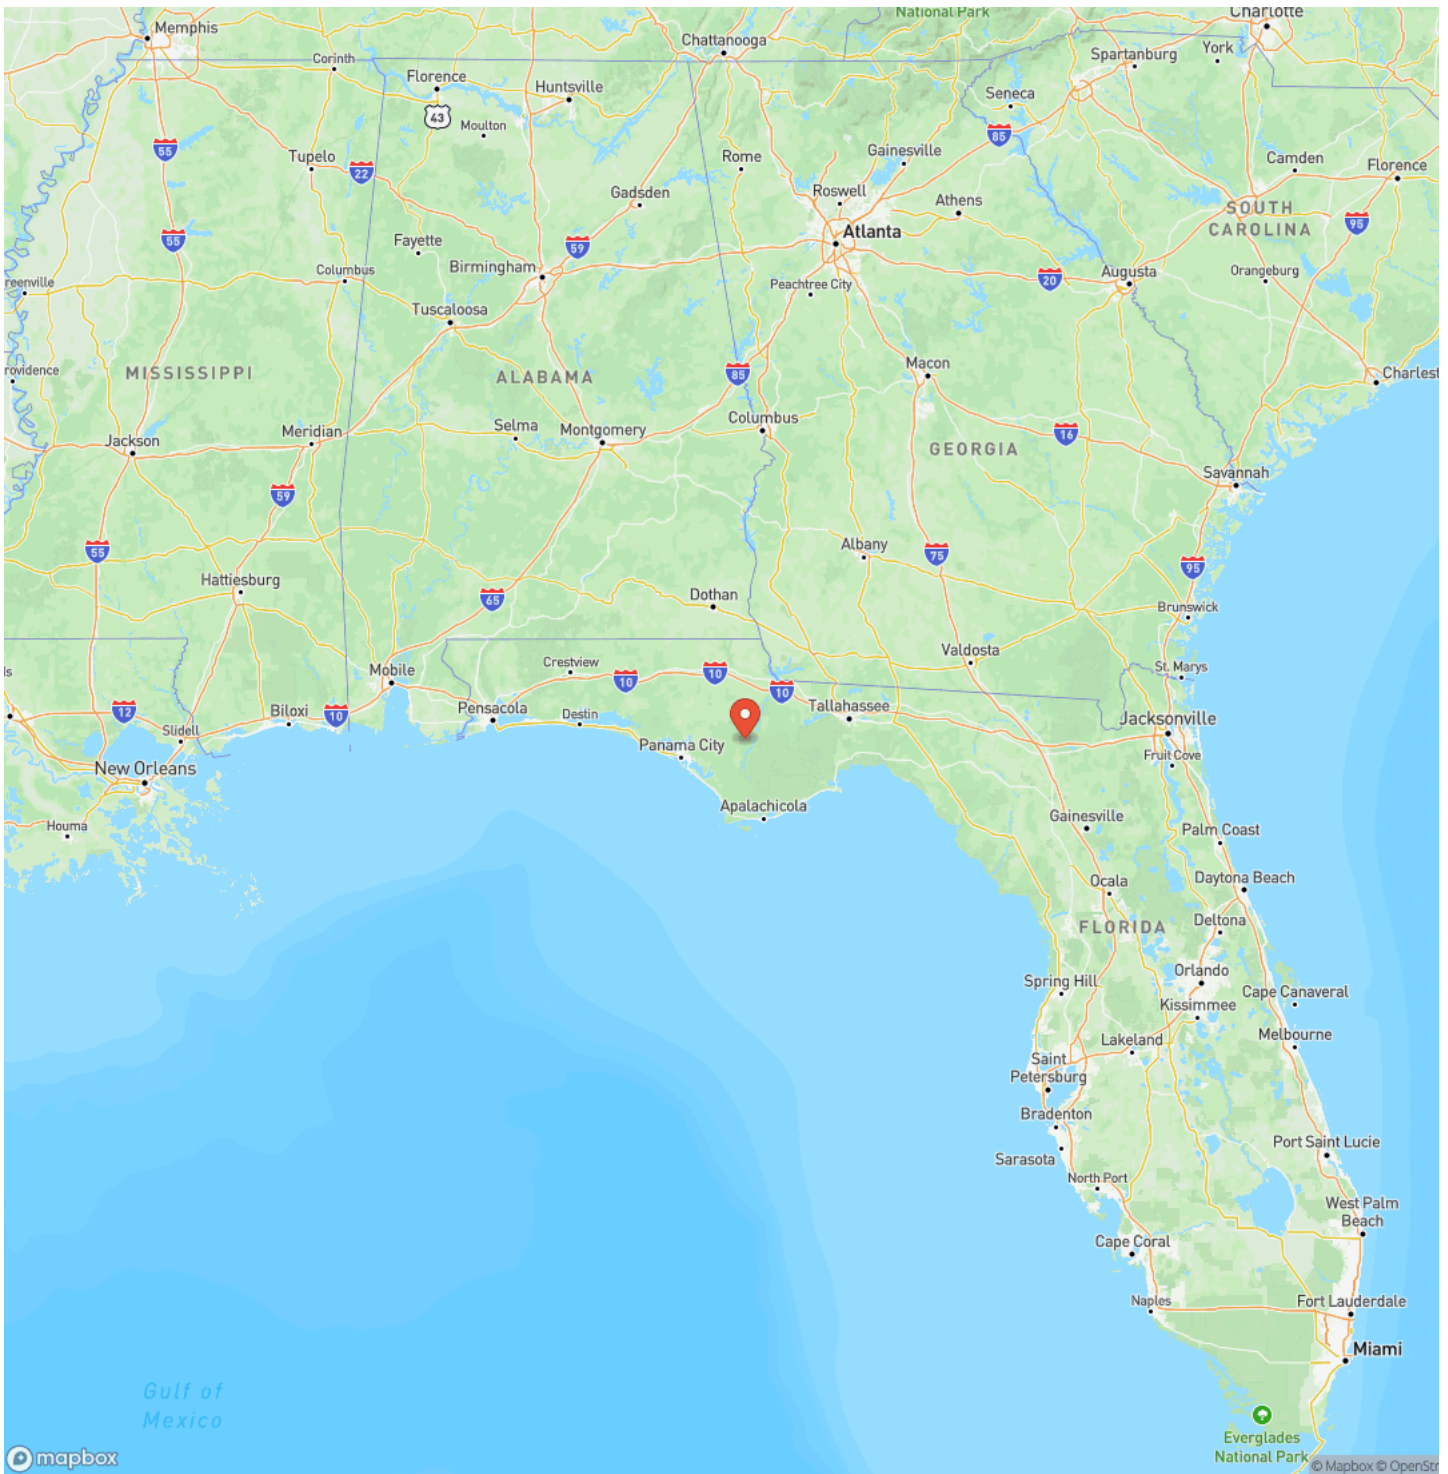 National Park
Charlotte
Memphis
Chattanooga
York
Spartanburg
Corinth
Florence
Huntsville
Seneca
43
Moulton
85
55
Tupelo
22
Rome
Gainesville
Camden
Florence
Gadsden
Roswell
Athens
SOUTH
CAROLINA
95
55
Fayette
59
Atlanta
Birmingham
Columbus
20
Augusta
Orangeburg
reenville
Peachtree City
Tuscaloosa
rovidence
MISSISSIPPI
ALABAMA
85
Macon
Charlest
Columbus
Selma
Montgomery
Meridian
Jackson
16
GEORGIA
Savannah
59
55
Albany
75
95
Hattiesburg
65
Dothan
Brunswick
Valdosta
ls
Mobile
Crestview
10
10
10
St. Marys
12
Biloxi
10
Pensacola
Destin
Tallahassee
Slidell
Jacksonville
Panama City
Fruit Cove
New Orleans
Apalachicola
Houma
Gainesville
Palm Coast
Ocala
Daytona Beach
FLORIDA
Deltona
Spring Hill
Orlando
Cape Canaveral
Kissimmee
Melbourne
Lakeland
Saint
Petersburg
Bradenton
Port Saint Lucie
Sarasota
North Port
West Palm
Beach
Cape Coral
Naples
Fort Lauderdale
Miami
Gulf of
Mexico
Everglades
National Park
mapbox
© Mapbox © OpenStr